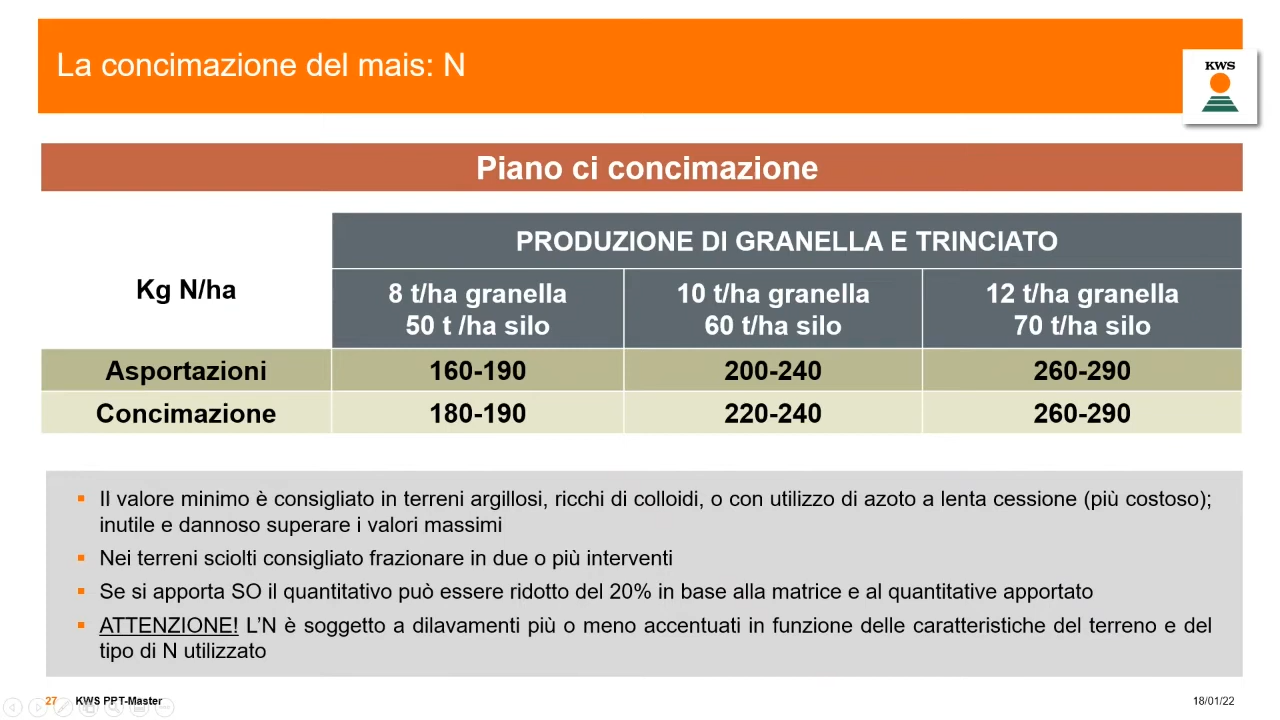 La concimazione del mais: N
KWS
Piano ci concimazione
Kg N/ha
PRODUZIONE DI GRANELLA E TRINCIATO
8 t/ha granella
50 t /ha silo
10 t/ha granella
60 t/ha silo
12 t/ha granella
70 t/ha silo
Asportazioni 160-190 200-240 260-290
Concimazione 180-190 220-240 260-290
Il valore minimo è consigliato in terreni argillosi, ricchi di colloidi, o con utilizzo di azoto a lenta cessione (più costoso);
inutile e dannoso superare i valori massimi
Nei terreni sciolti consigliato frazionare in due o più interventi
Se si apporta SO il quantitativo può essere ridotto del 20% in base alla matrice e al quantitative apportato
ATTENZIONE! L'N è soggetto a dilavamenti più o meno accentuati in funzione delle caratteristiche del terreno e del
tipo di N utilizzato
27 KWS PPT-Master 18/01/22